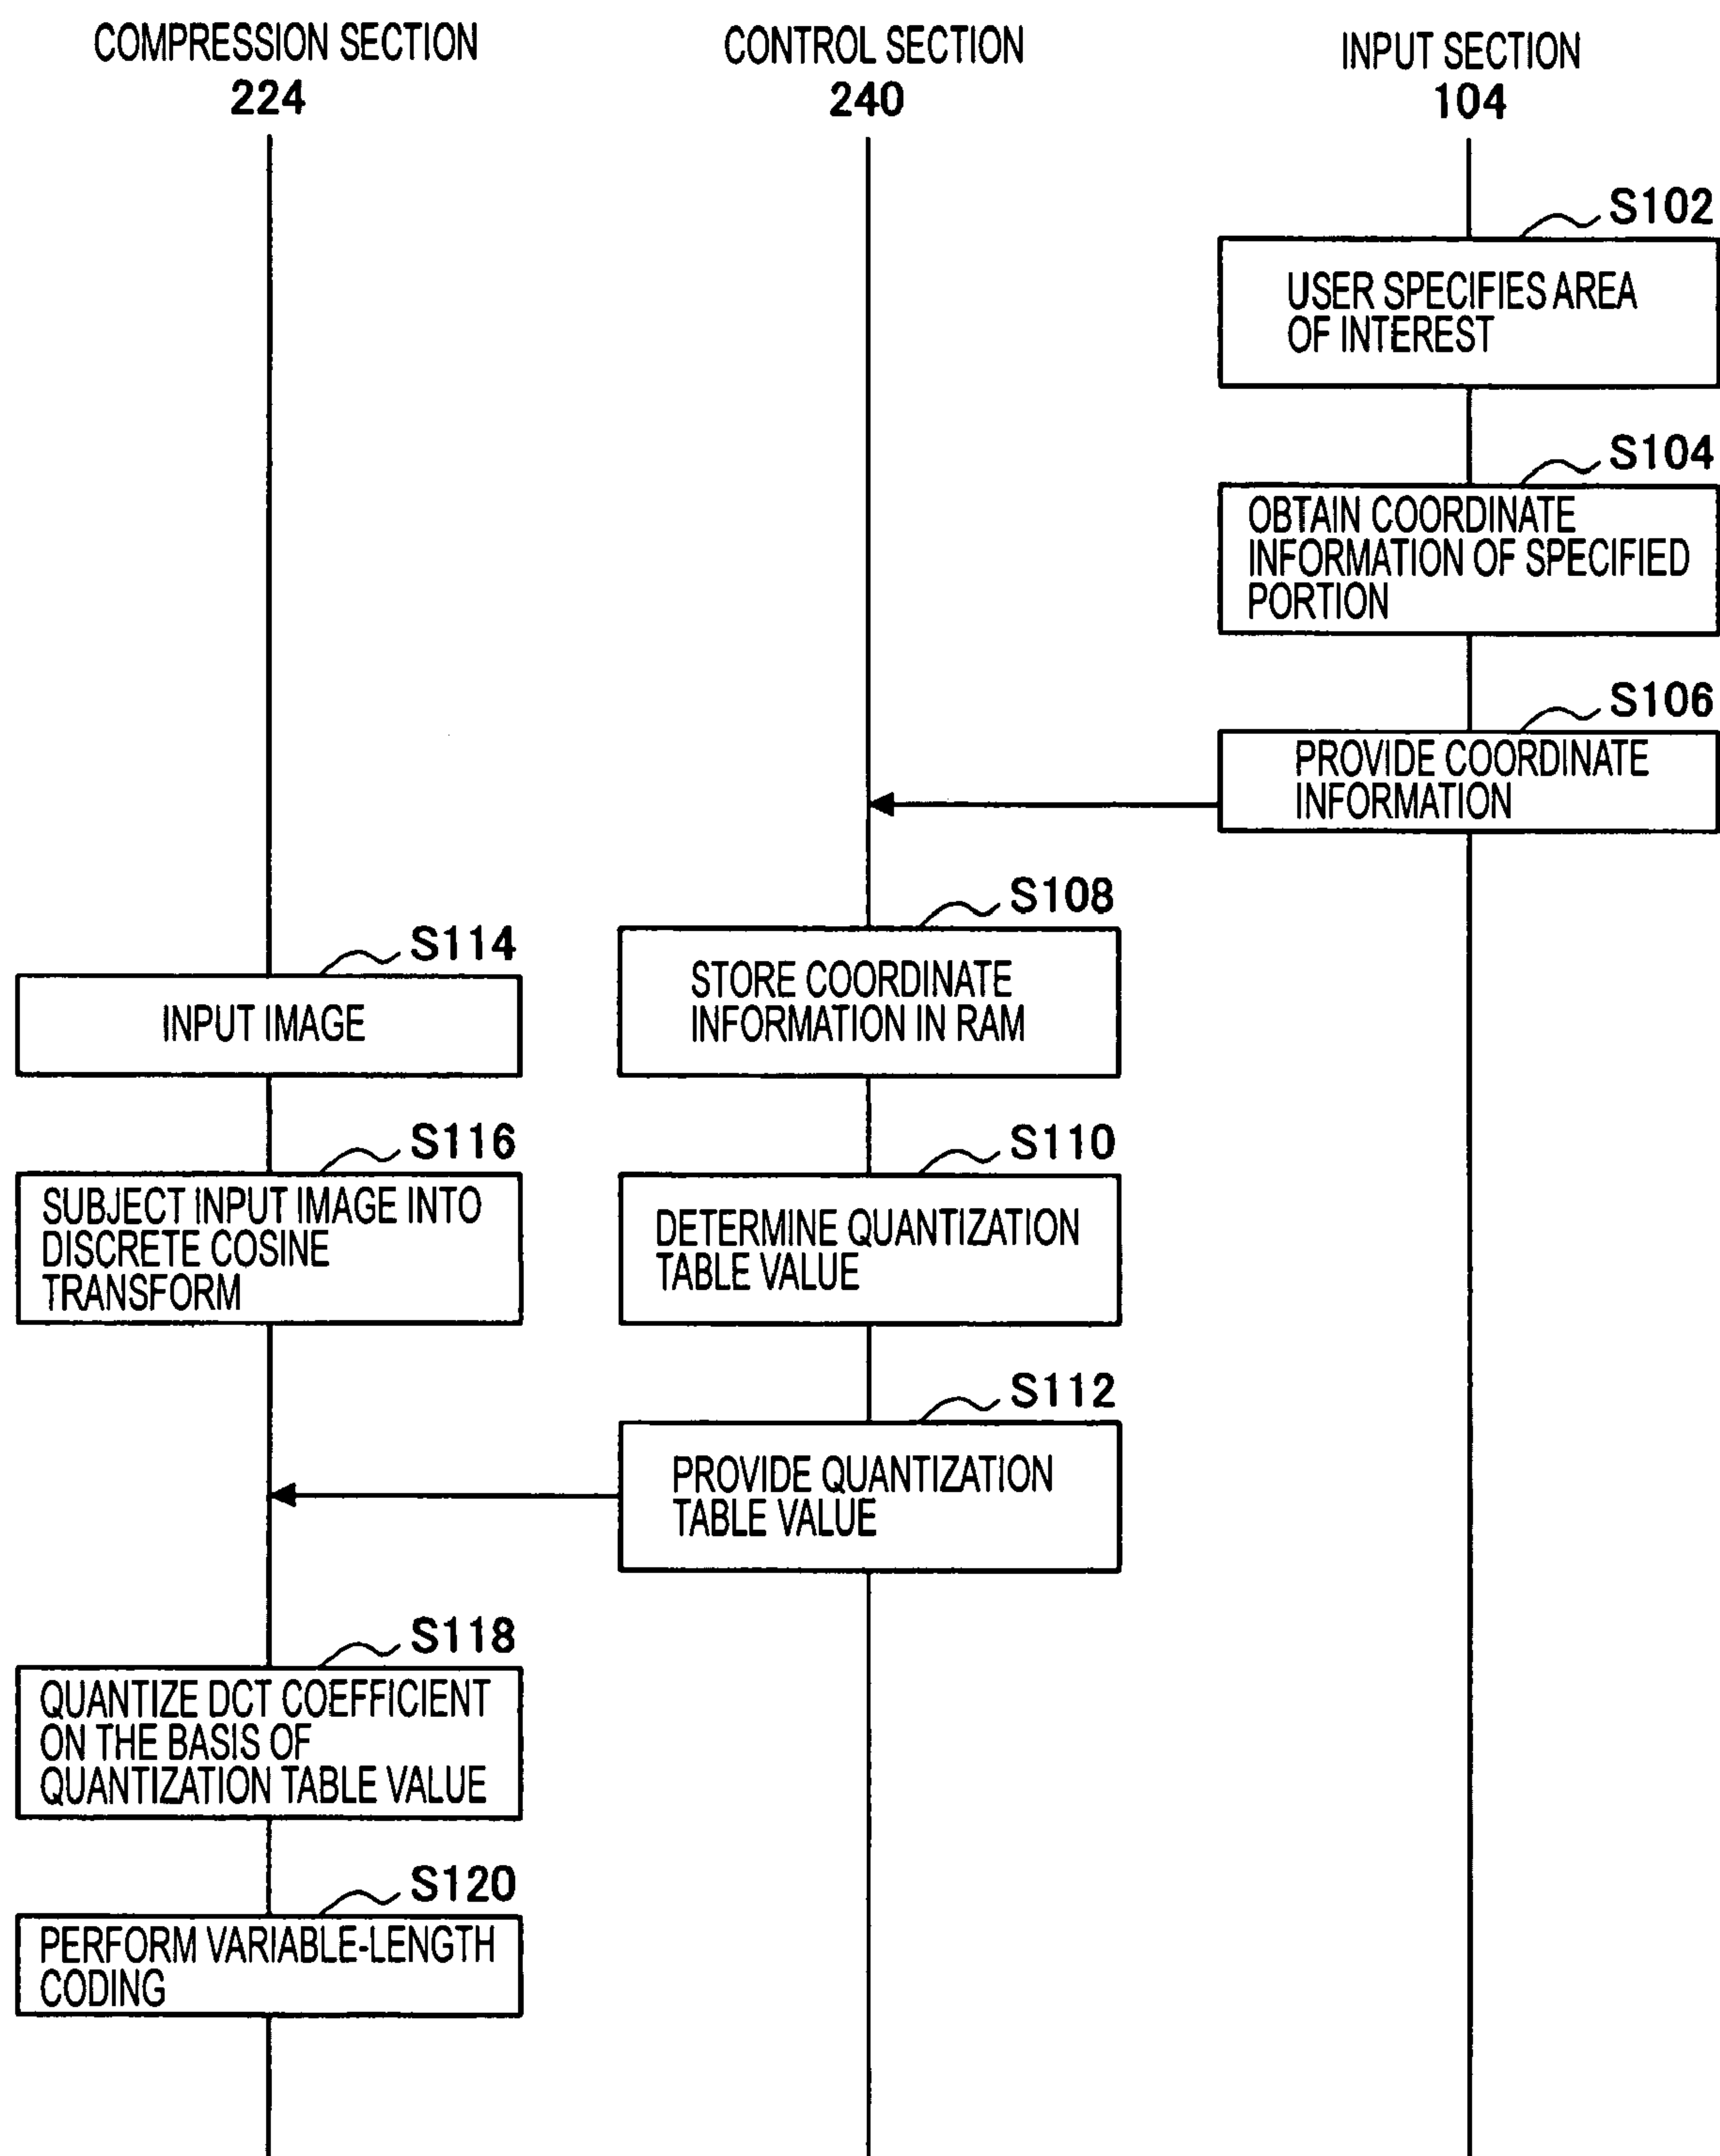 COMPRESSION SECTION
224
CONTROL SECTION
240
INPUT SECTION
104
S102
USER SPECIFIES AREA
OF INTEREST
S104
OBTAIN COORDINATE
INFORMATION OF SPECIFIED
PORTION
S106
PROVIDE COORDINATE
INFORMATION
S108
STORE COORDINATE
INFORMATION IN RAM
S114
INPUT IMAGE
S116
SUBJECT INPUT IMAGE INTO
DISCRETE COSINE
TRANSFORM
S110
DETERMINE QUANTIZATION
TABLE VALUE
S112
PROVIDE QUANTIZATION
TABLE VALUE
S118
QUANTIZE DCT COEFFICIENT
ON THE BASIS OF
QUANTIZATION TABLE VALUE
S120
PERFORM VARIABLE-LENGTH
CODING